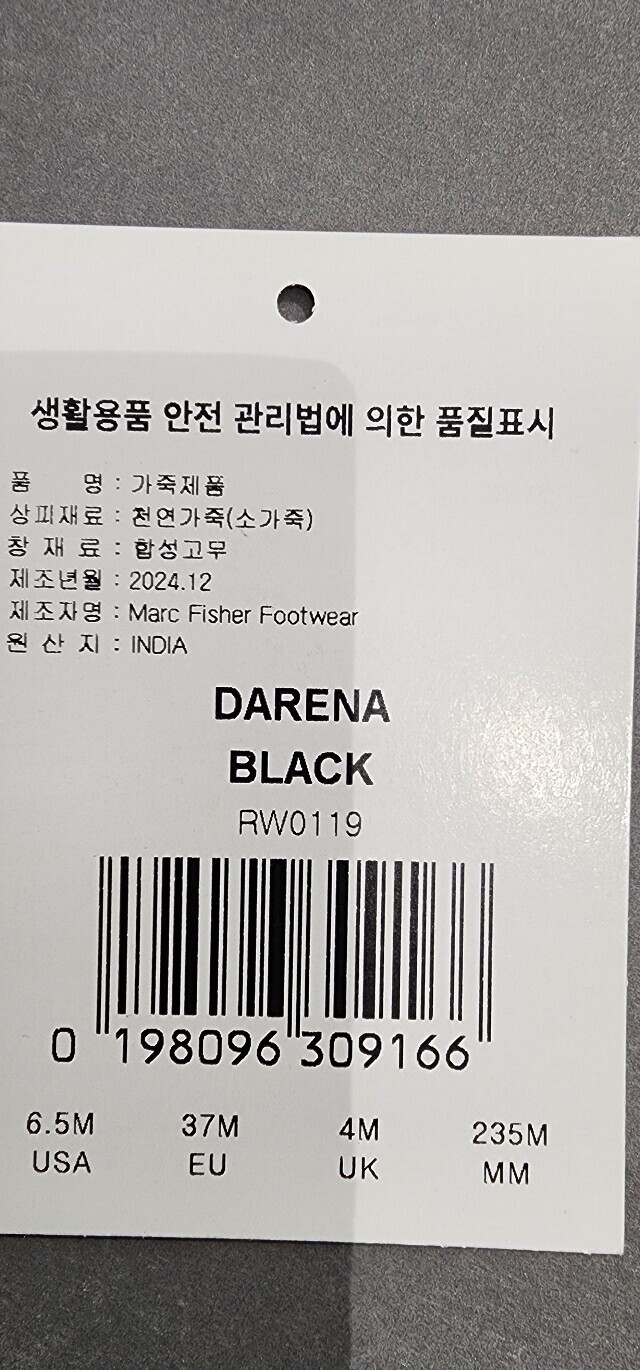 생활용품 안전 관리법에 의한 품질표시
품 명 : 가죽제품
상피재료 : 천연가죽(소가죽)
창 재 료 : 합성고무
제조년월 : 2024.12
제조자명 : Marc Fisher Footwear
원 산 지 : INDIA
DARENA
BLACK
RW0119
0 198096 309166
6.5M 37M 4M 235M
USA EU UK MM